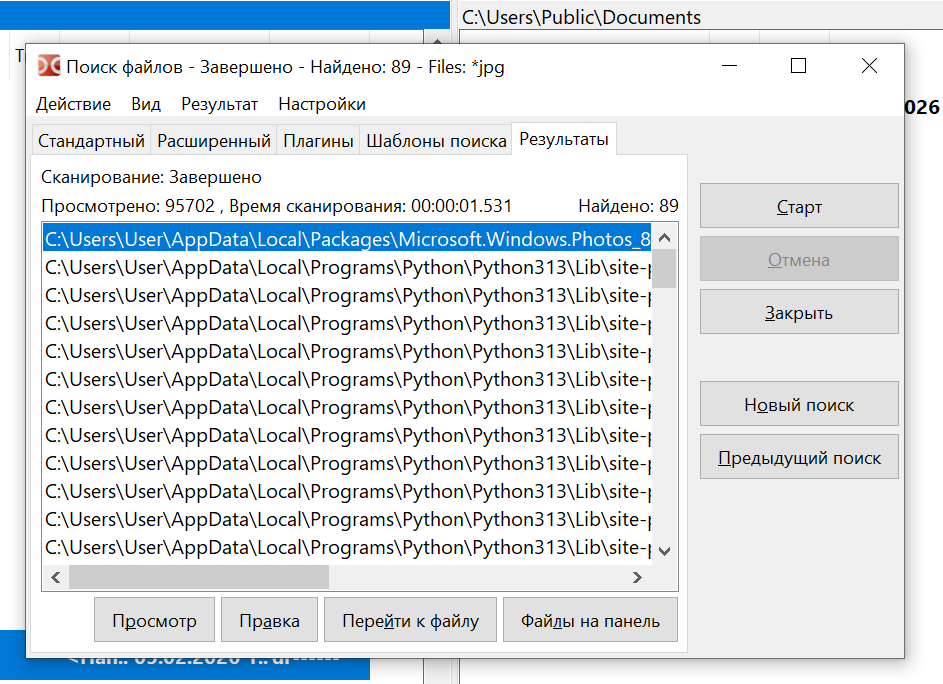 C:\Users\Public\Documents
Поиск файлов - Завершено - Найдено: 89 - Files: *jpg
Действие Вид Результат Настройки
026
Стандартный Расширенный Плагины Шаблоны поиска Результаты
Сканирование: Завершено
Просмотрено: 95702 , Время сканирования: 00:00:01.531 Найдено: 89
C:\Users\User\AppData\Local\Packages\Microsoft.Windows.Photos_8
C:\Users\User\AppData\Local\Programs\Python\Python313\Lib\site-p
C:\Users\User\AppData\Local\Programs\Python\Python313\Lib\site-p
C:\Users\User\AppData\Local\Programs\Python\Python313\Lib\site-p
C:\Users\User\AppData\Local\Programs\Python\Python313\Lib\site-p
C:\Users\User\AppData\Local\Programs\Python\Python313\Lib\site-p
C:\Users\User\AppData\Local\Programs\Python\Python313\Lib\site-p
C:\Users\User\AppData\Local\Programs\Python\Python313\Lib\site-p
C:\Users\User\AppData\Local\Programs\Python\Python313\Lib\site-p
C:\Users\User\AppData\Local\Programs\Python\Python313\Lib\site-p
C:\Users\User\AppData\Local\Programs\Python\Python313\Lib\site-p
C:\Users\User\AppData\Local\Programs\Python\Python313\Lib\site-p
Старт
Отмена
Закрыть
Новый поиск
Предыдущий поиск
Просмотр Правка Перейти к файлу Файлы на панель